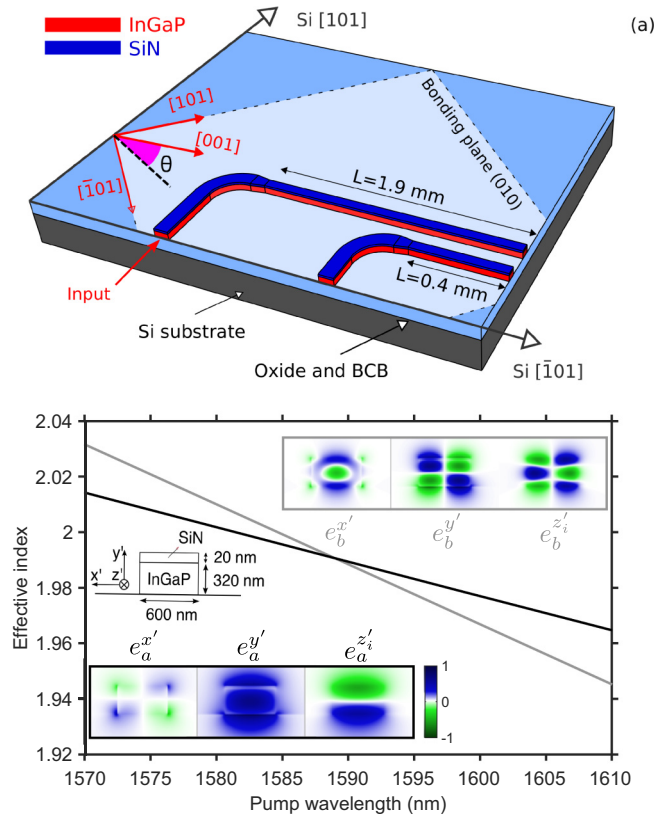 InGaP
SiN
Si [101]
(a)
[101]
[001]
θ
[1̄01]
Bonding plane (010)
L=1.9 mm
L=0.4 mm
Input
Si substrate
Oxide and BCB
Si [1̄01]
2.04
2.02
2
1.98
1.96
1.94
1.92
Effective index
e_b^{x'}
e_b^{y'}
e_b^{z'_i}
SiN
y'
20 nm
x'
z'
InGaP
320 nm
600 nm
e_a^{x'}
e_a^{y'}
e_a^{z'_i}
1
0
-1
1570 1575 1580 1585 1590 1595 1600 1605 1610
Pump wavelength (nm)